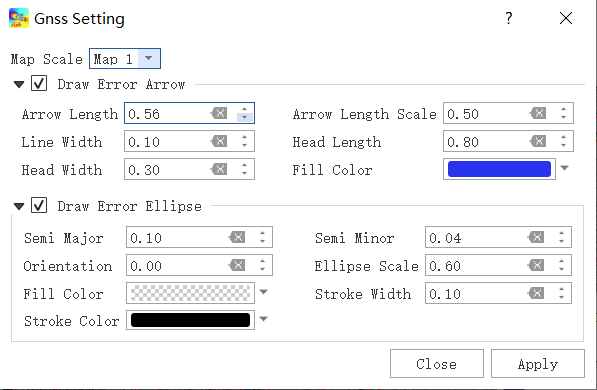 Gnss Setting ?
Map Scale Map 1
Draw Error Arrow
Arrow Length 0.56 Arrow Length Scale 0.50
Line Width 0.10 Head Length 0.80
Head Width 0.30 Fill Color
Draw Error Ellipse
Semi Major 0.10 Semi Minor 0.04
Orientation 0.00 Ellipse Scale 0.60
Fill Color Stroke Width 0.10
Stroke Color
Close Apply